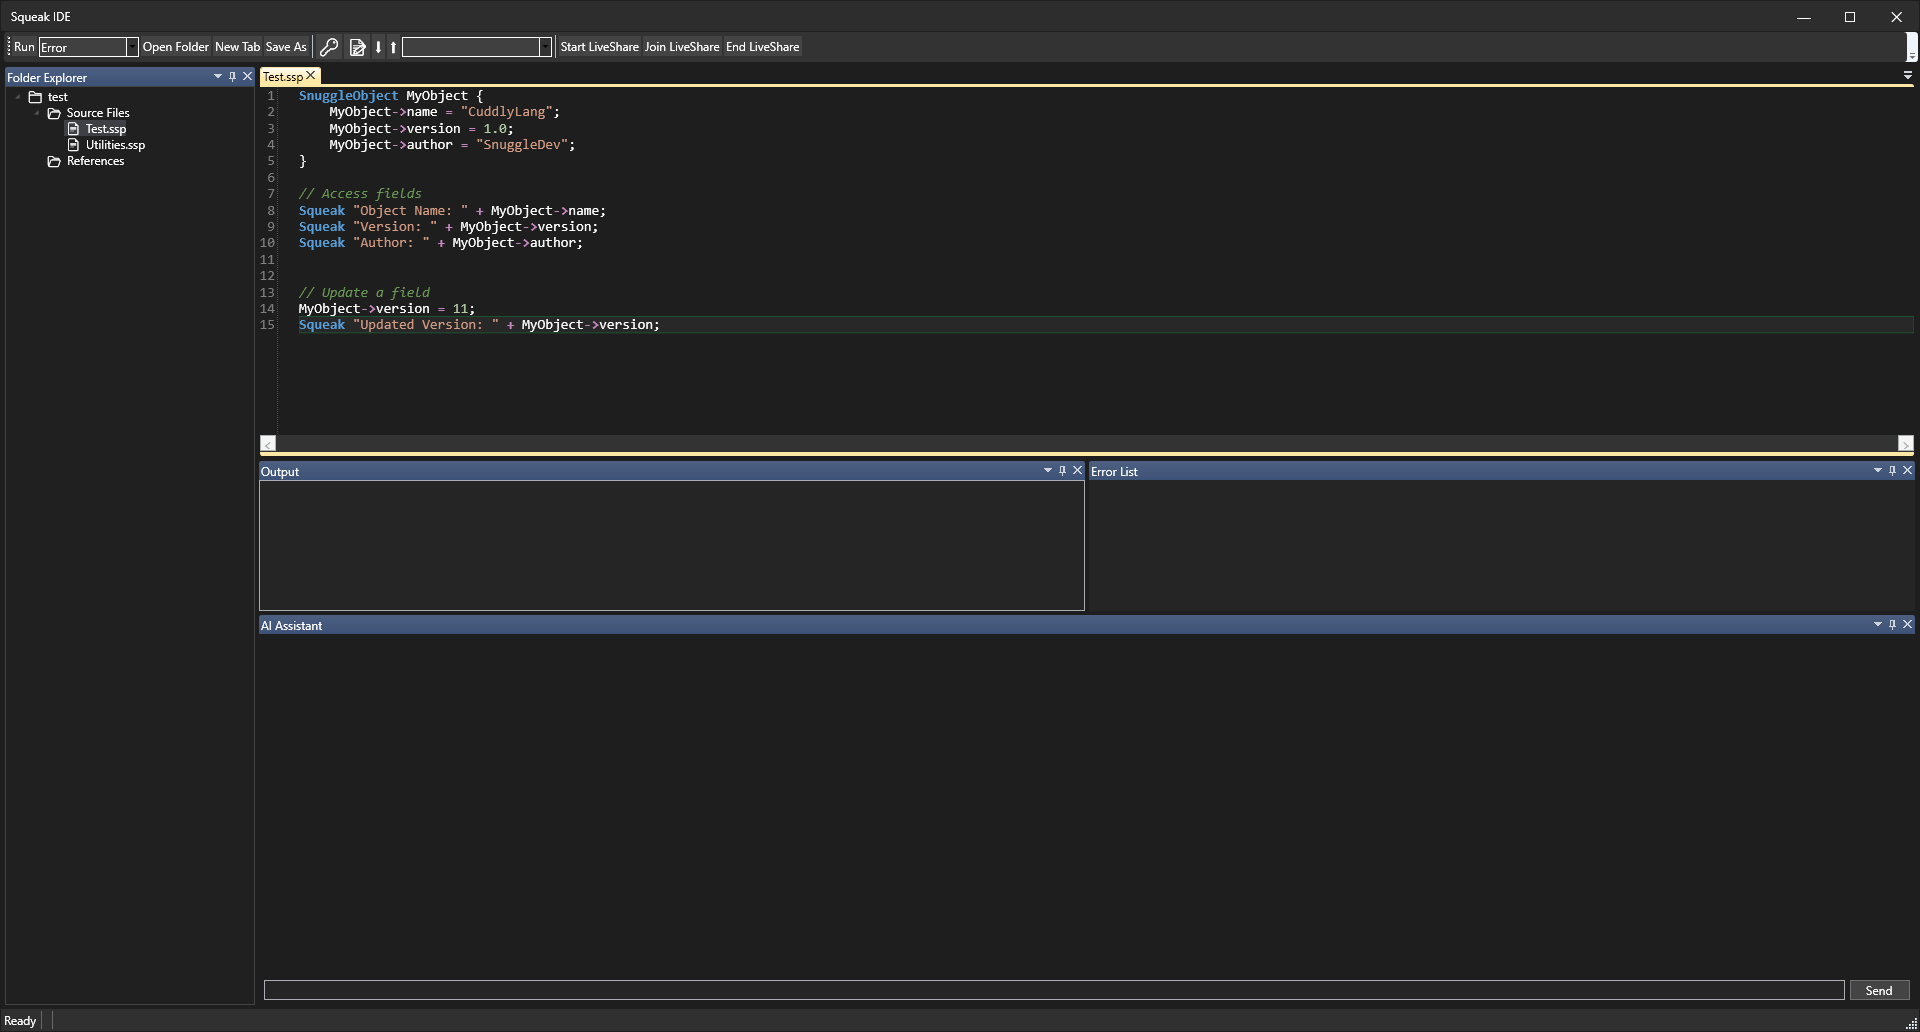 Squeak IDE
Run Error Open Folder New Tab Save As Start LiveShare Join LiveShare End LiveShare
Folder Explorer
test
Source Files
Test.ssp
Utilities.ssp
References
Test.ssp
1 SnuggleObject MyObject {
2     MyObject->name = "CuddlyLang";
3     MyObject->version = 1.0;
4     MyObject->author = "SnuggleDev";
5 }
6
7 // Access fields
8 Squeak "Object Name: " + MyObject->name;
9 Squeak "Version: " + MyObject->version;
10 Squeak "Author: " + MyObject->author;
11
12
13 // Update a field
14 MyObject->version = 11;
15 Squeak "Updated Version: " + MyObject->version;
Output
Error List
AI Assistant
Send
Ready